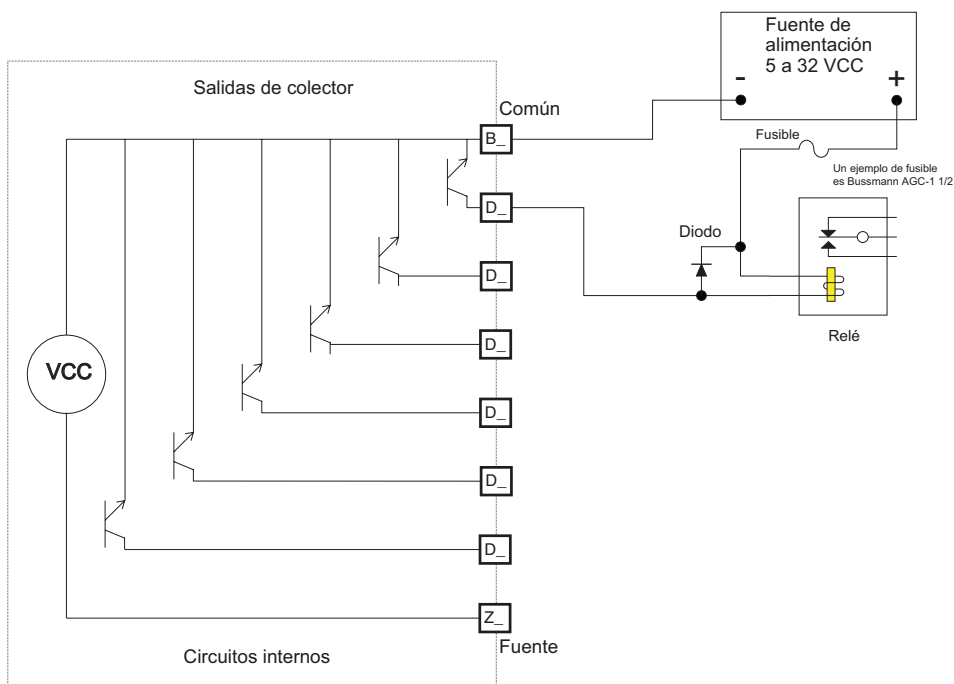 Fuente de
alimentación
5 a 32 VCC
-
+
Salidas de colector
Común
B_
Fusible
Un ejemplo de fusible
es Bussmann AGC-1 1/2
D_
Diodo
D_
Relé
D_
VCC
D_
D_
D_
Z_
Fuente
Circuitos internos